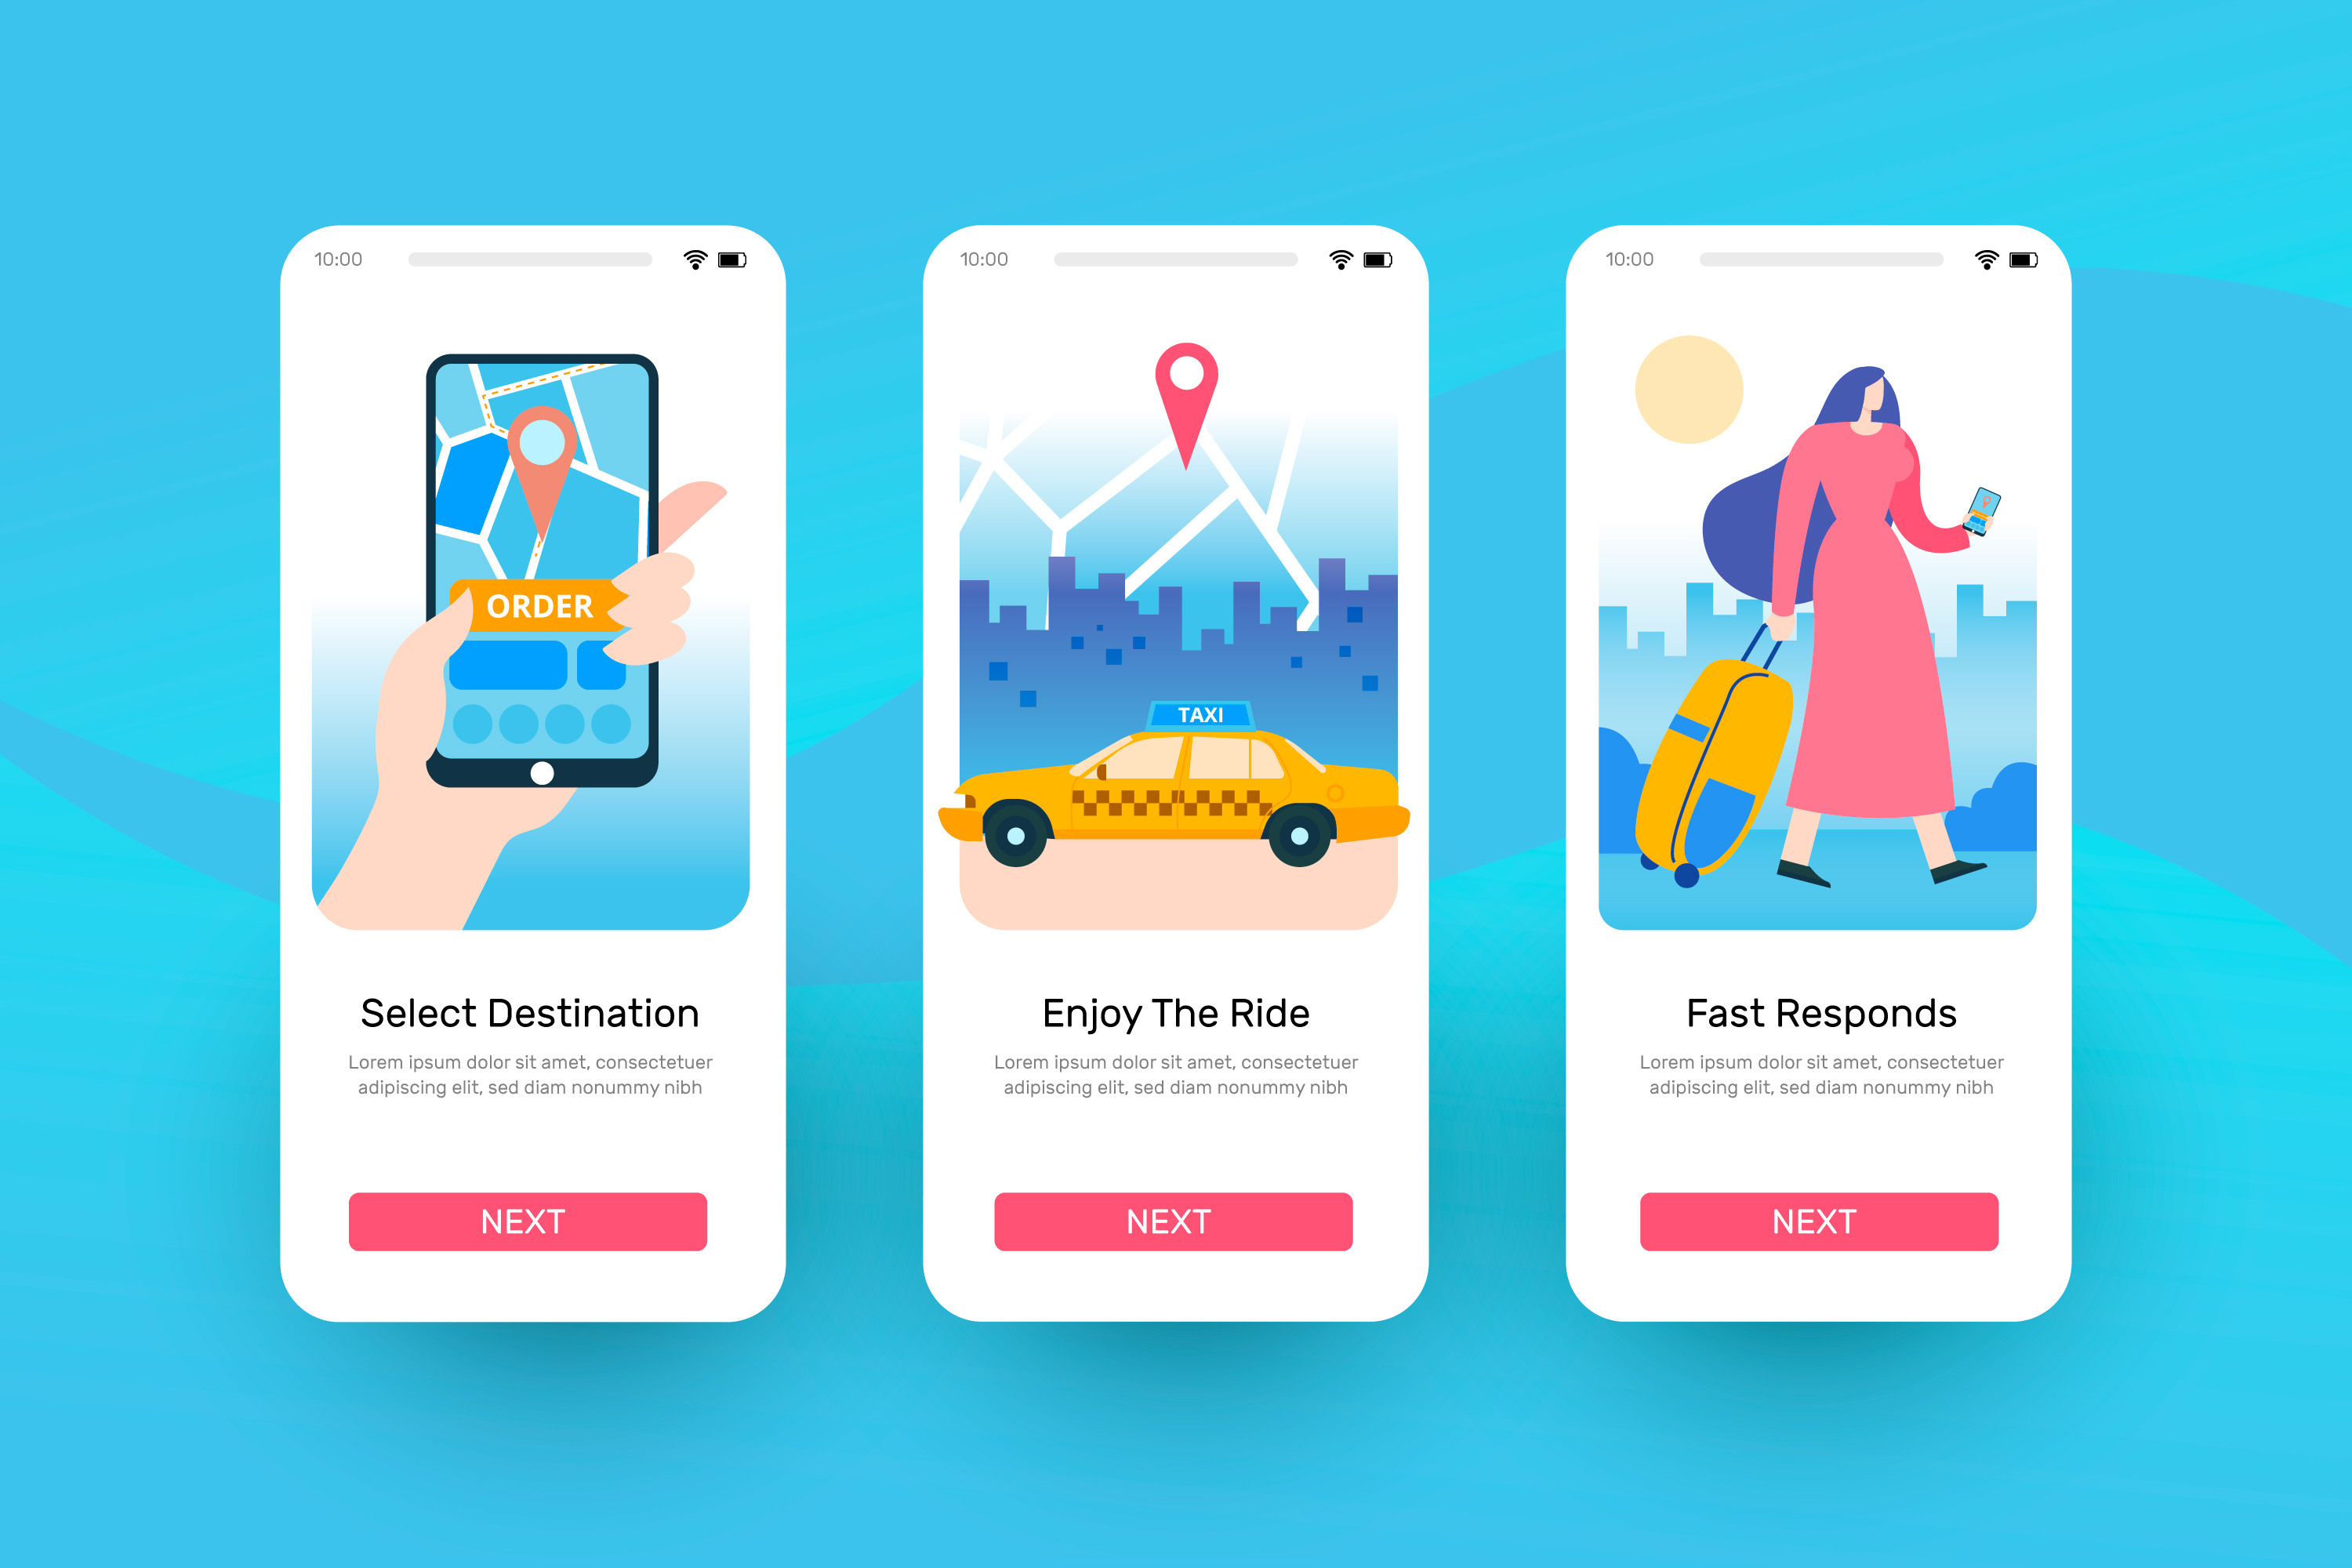 10:00
ORDER
Select Destination
Lorem ipsum dolor sit amet, consectetuer
adipiscing elit, sed diam nonummy nibh
NEXT
10:00
TAXI
Enjoy The Ride
Lorem ipsum dolor sit amet, consectetuer
adipiscing elit, sed diam nonummy nibh
NEXT
10:00
Fast Responds
Lorem ipsum dolor sit amet, consectetuer
adipiscing elit, sed diam nonummy nibh
NEXT